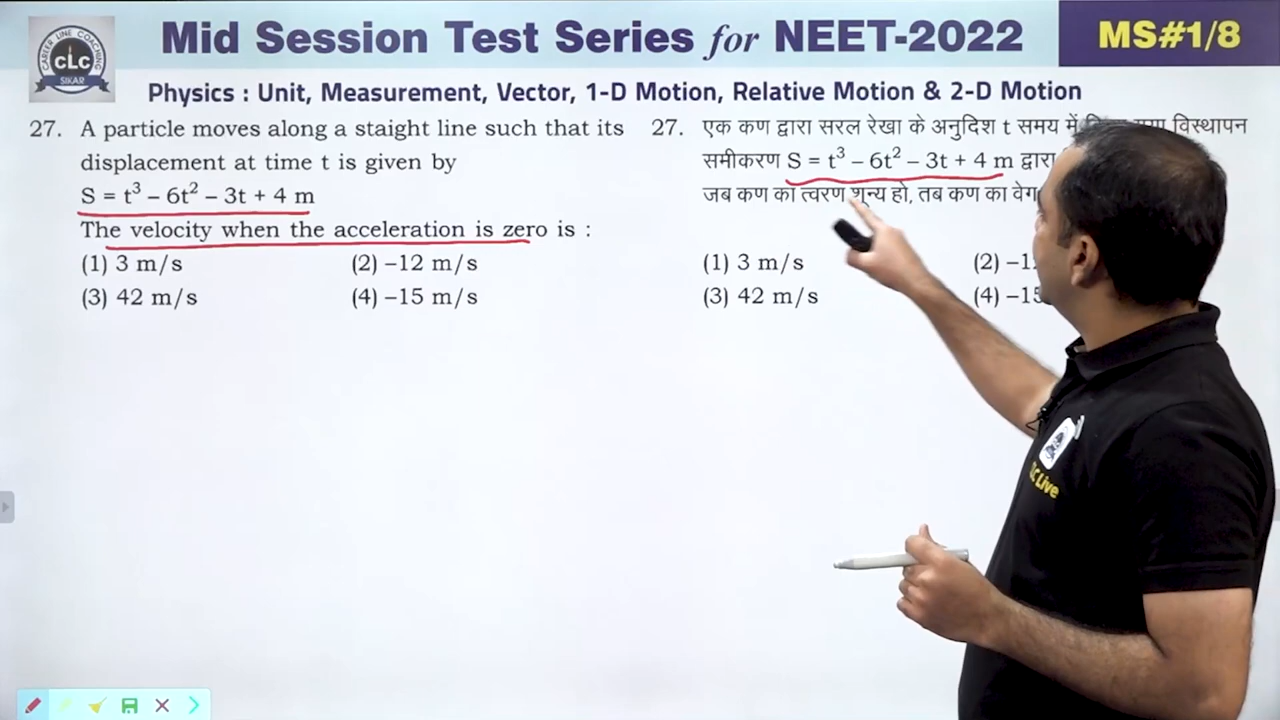 Mid Session Test Series for NEET-2022
MS#1/8
CAREER LINE COACHING
CLC
SIKAR
Physics : Unit, Measurement, Vector, 1-D Motion, Relative Motion & 2-D Motion
27. A particle moves along a staight line such that its
displacement at time t is given by
S = t³ – 6t² – 3t + 4 m
The velocity when the acceleration is zero is :
(1) 3 m/s (2) –12 m/s
(3) 42 m/s (4) –15 m/s
27. एक कण द्वारा सरल रेखा के अनुदिश t समय में विस्थापन
समीकरण S = t³ – 6t² – 3t + 4 m द्वारा
जब कण का त्वरण शून्य हो, तब कण का वेग
(1) 3 m/s (2)
(3) 42 m/s (4) –15
Live